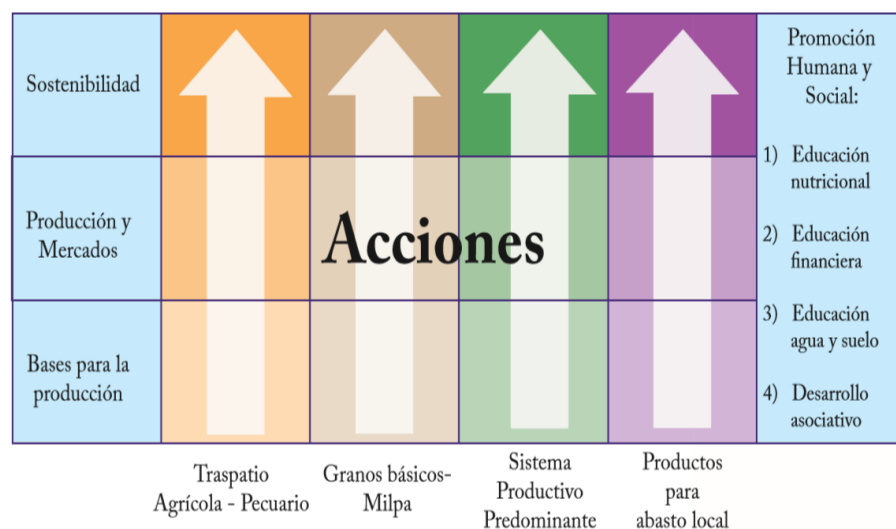 Sostenibilidad
Producción y
Mercados
Bases para la
producción
Acciones
Promoción
Humana y
Social:
1) Educación
nutricional
2) Educación
financiera
3) Educación
agua y suelo
4) Desarrollo
asociativo
Traspatio
Agrícola - Pecuario
Granos básicos-
Milpa
Sistema
Productivo
Predominante
Productos
para
abasto local